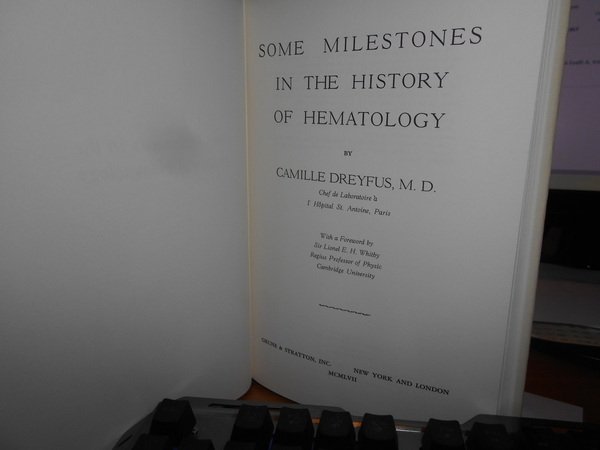 SOME MILESTONES
IN THE HISTORY
OF HEMATOLOGY
BY
CAMILLE DREYFUS, M. D.
Chef de Laboratoire à
l' Hôpital St. Antoine, Paris
With a Foreword by
Sir Lionel E. H. Whitby
Regius Professor of Physic
Cambridge University
GRUNE & STRATTON, INC. NEW YORK AND LONDON
MCMLVII